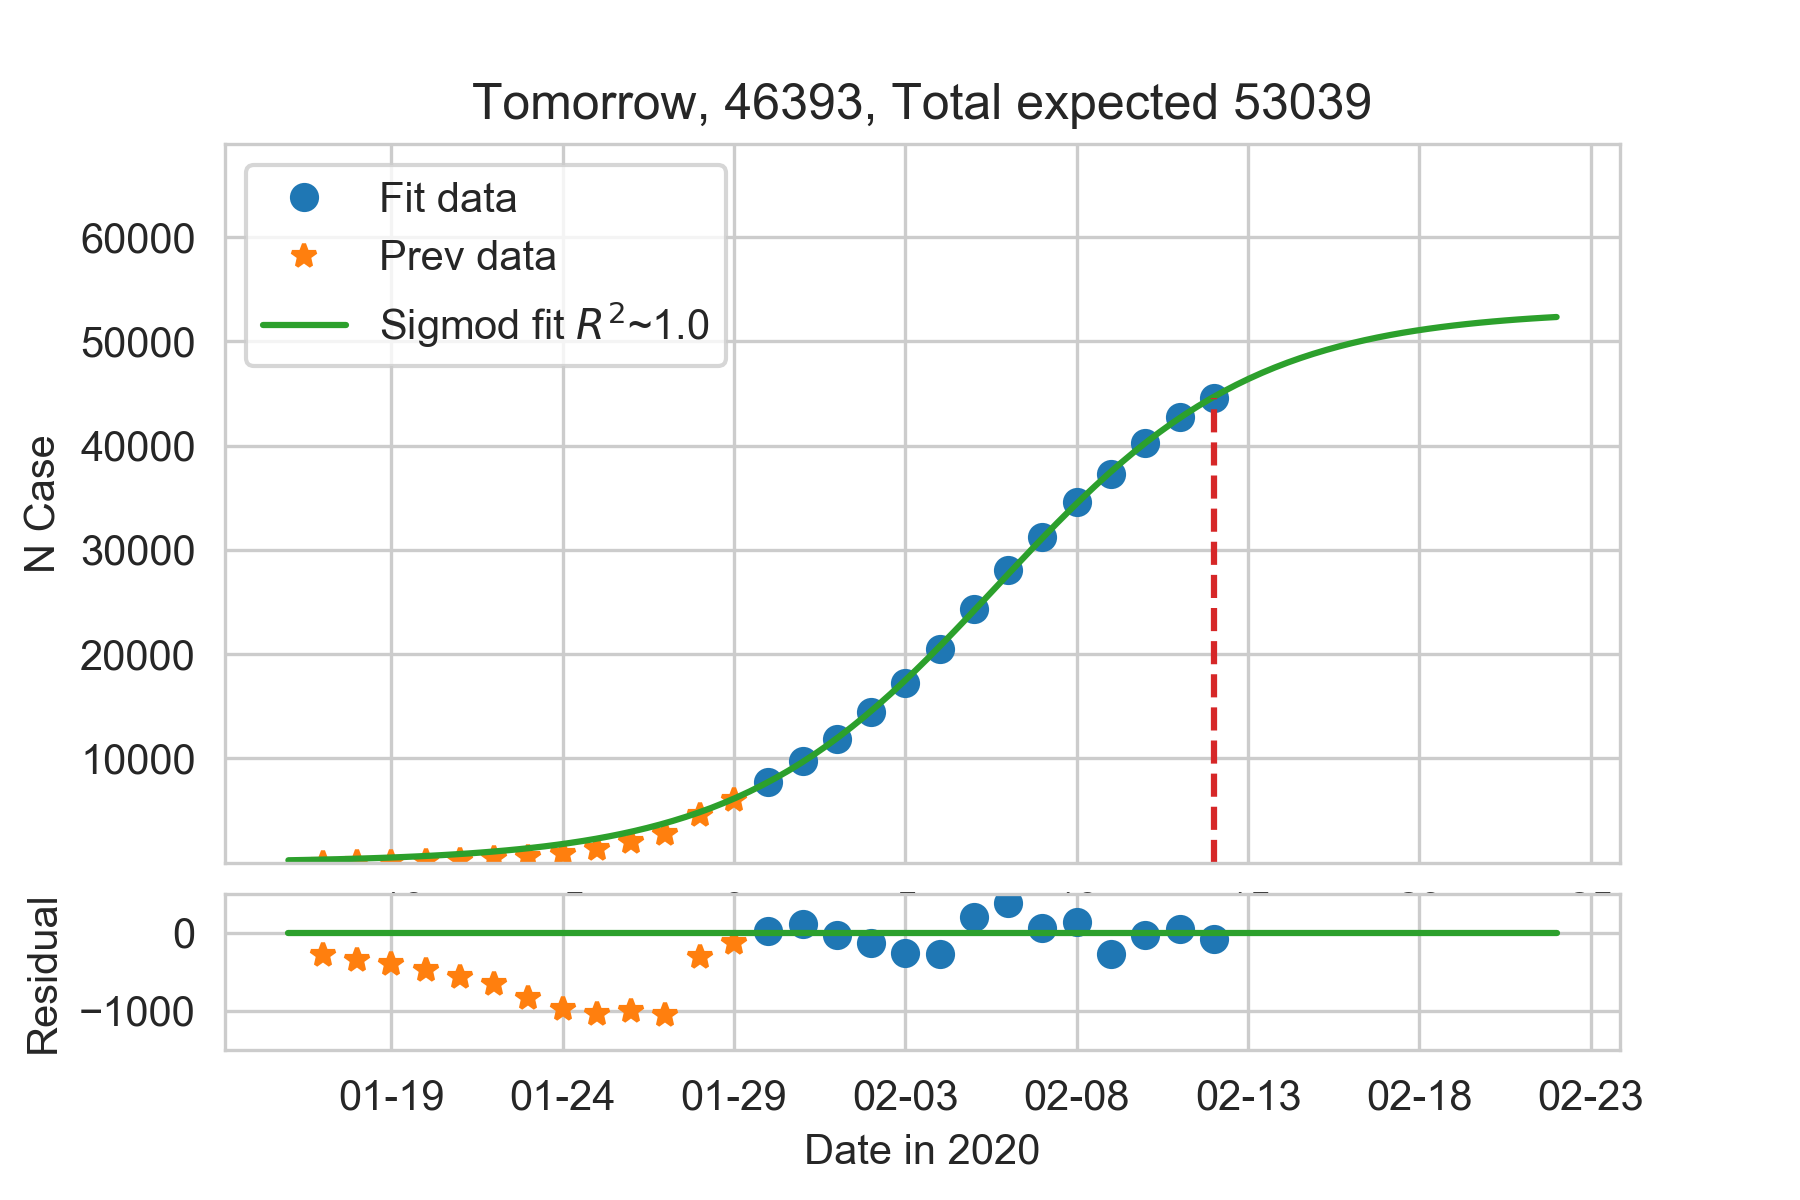 Tomorrow, 46393, Total expected 53039
Fit data
Prev data
Sigmod fit R²~1.0
60000
50000
40000
30000
20000
10000
N Case
0
−1000
Residual
01-19 01-24 01-29 02-03 02-08 02-13 02-18 02-23
Date in 2020